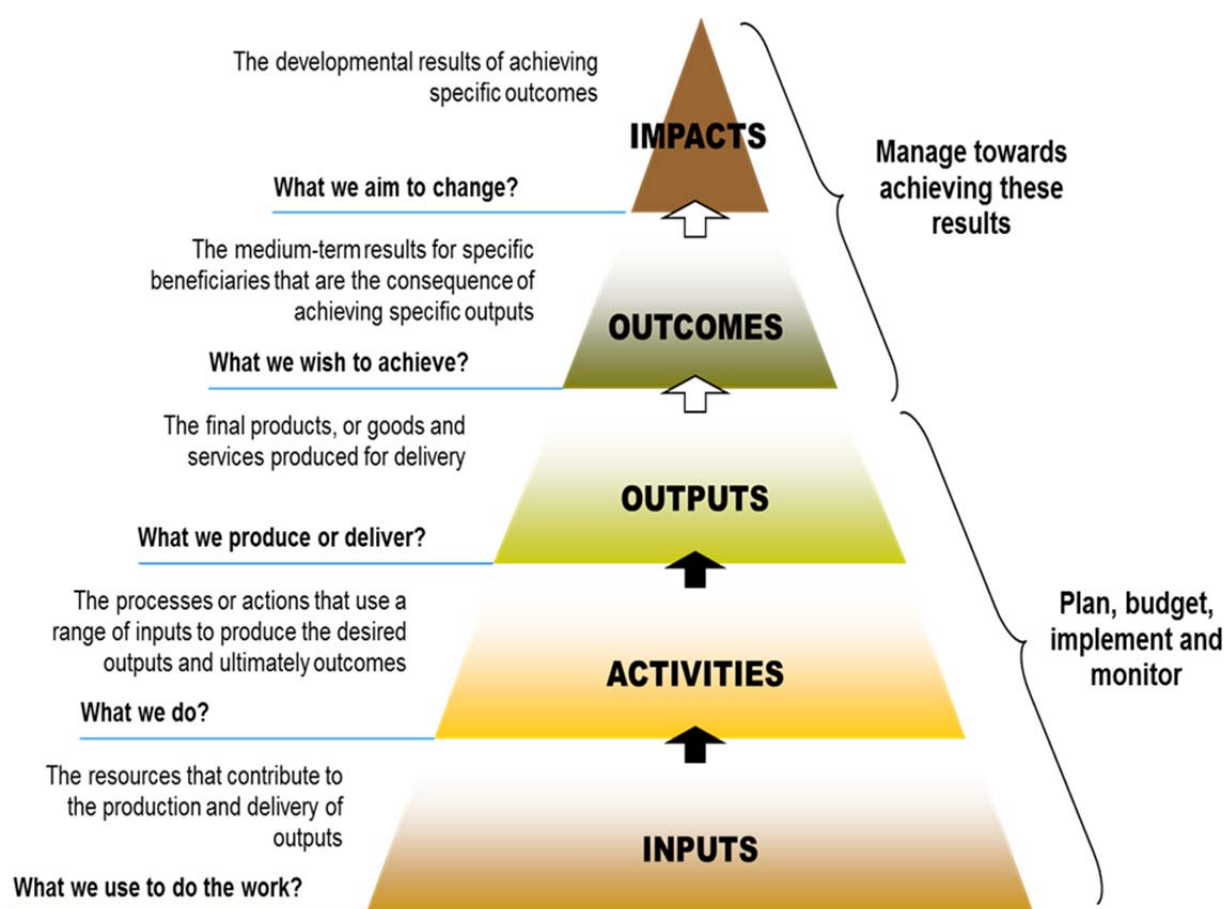 The developmental results of achieving
specific outcomes
IMPACTS
What we aim to change?
Manage towards
achieving these
results
The medium-term results for specific
beneficiaries that are the consequence of
achieving specific outputs
OUTCOMES
What we wish to achieve?
The final products, or goods and
services produced for delivery
OUTPUTS
What we produce or deliver?
The processes or actions that use a
range of inputs to produce the desired
outputs and ultimately outcomes
ACTIVITIES
What we do?
Plan, budget,
implement and
monitor
The resources that contribute to
the production and delivery of
outputs
INPUTS
What we use to do the work?